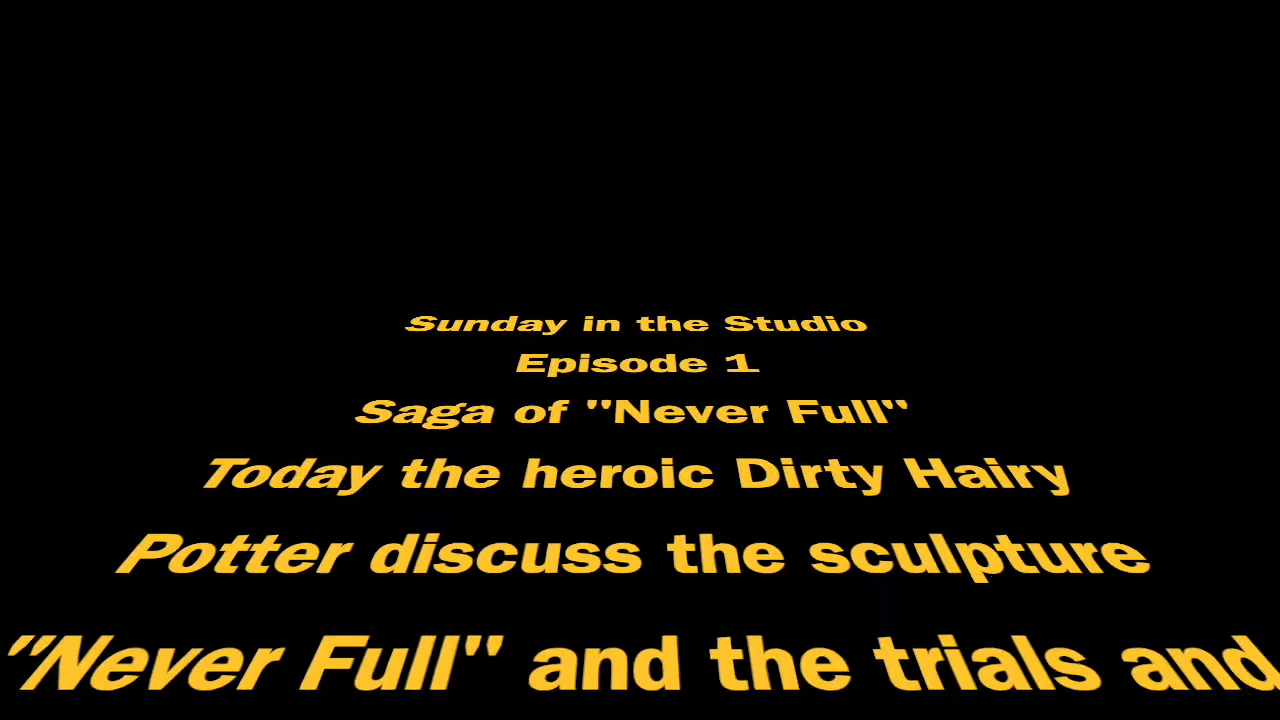 Sunday in the Studio
Episode 1
Saga of "Never Full"
Today the heroic Dirty Hairy
Potter discuss the sculpture
"Never Full" and the trials and